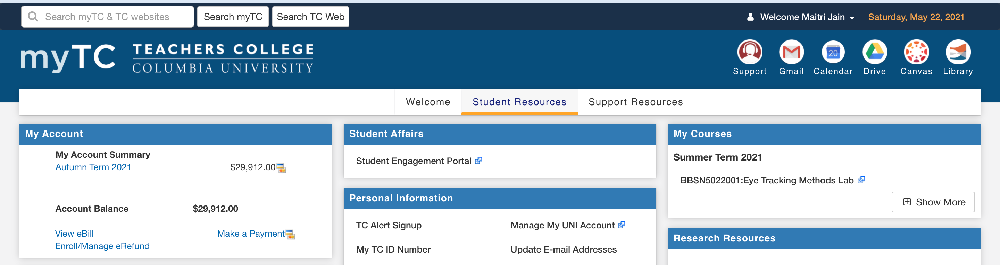 Search myTC & TC websites
Search myTC
Search TC Web
Welcome Maitri Jain
Saturday, May 22, 2021
myTC
TEACHERS COLLEGE
COLUMBIA UNIVERSITY
Support
Gmail
20
Calendar
Drive
Canvas
Library
Welcome
Student Resources
Support Resources
My Account
My Account Summary
Autumn Term 2021 $29,912.00
Account Balance $29,912.00
View eBill Make a Payment
Enroll/Manage eRefund
Student Affairs
Student Engagement Portal
Personal Information
TC Alert Signup Manage My UNI Account
My TC ID Number Update E-mail Addresses
My Courses
Summer Term 2021
BBSN5022001:Eye Tracking Methods Lab
Show More
Research Resources